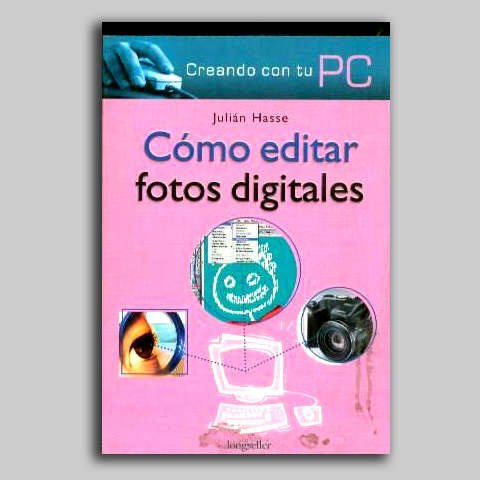 Creando con tu PC
Julián Hasse
Cómo editar
fotos digitales
longseller